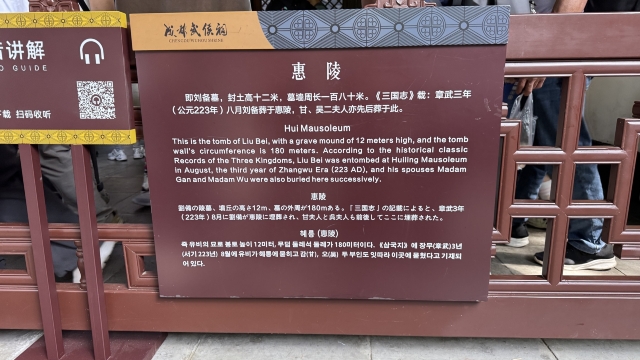 音讲解
O GUIDE
下载 扫码收听
成都武侯祠
CHENGDU WUHOU SHRINE
惠陵
即刘备墓，封土高十二米，墓墙周长一百八十米。《三国志》载：章武三年
（公元223年）八月刘备葬于惠陵，甘、吴二夫人亦先后葬于此。
Hui Mausoleum
This is the tomb of Liu Bei, with a grave mound of 12 meters high, and the tomb
wall's circumference is 180 meters. According to the historical classic
Records of the Three Kingdoms, Liu Bei was entombed at Huiling Mausoleum
in August, the third year of Zhangwu Era (223 AD), and his spouses Madam
Gan and Madam Wu were also buried here successively.
惠陵
劉備の陵墓、墳丘の高さ12m、墓の外周が180mある。「三国志」の記載によると、章武3年
（223年）8月に劉備が惠陵に埋葬され、甘夫人と呉夫人も前後してここに埋葬された。
혜릉（惠陵）
즉 유비의 묘로 봉토 높이 12미터, 무덤 둘레석 둘레가 180미터이다. 《삼국지》에 장무(章武)3년
(서기 223년) 8월에 유비가 혜릉에 묻히고 감(甘), 오(吳) 두 부인도 잇따라 이곳에 묻혔다고 기재되
어 있다.